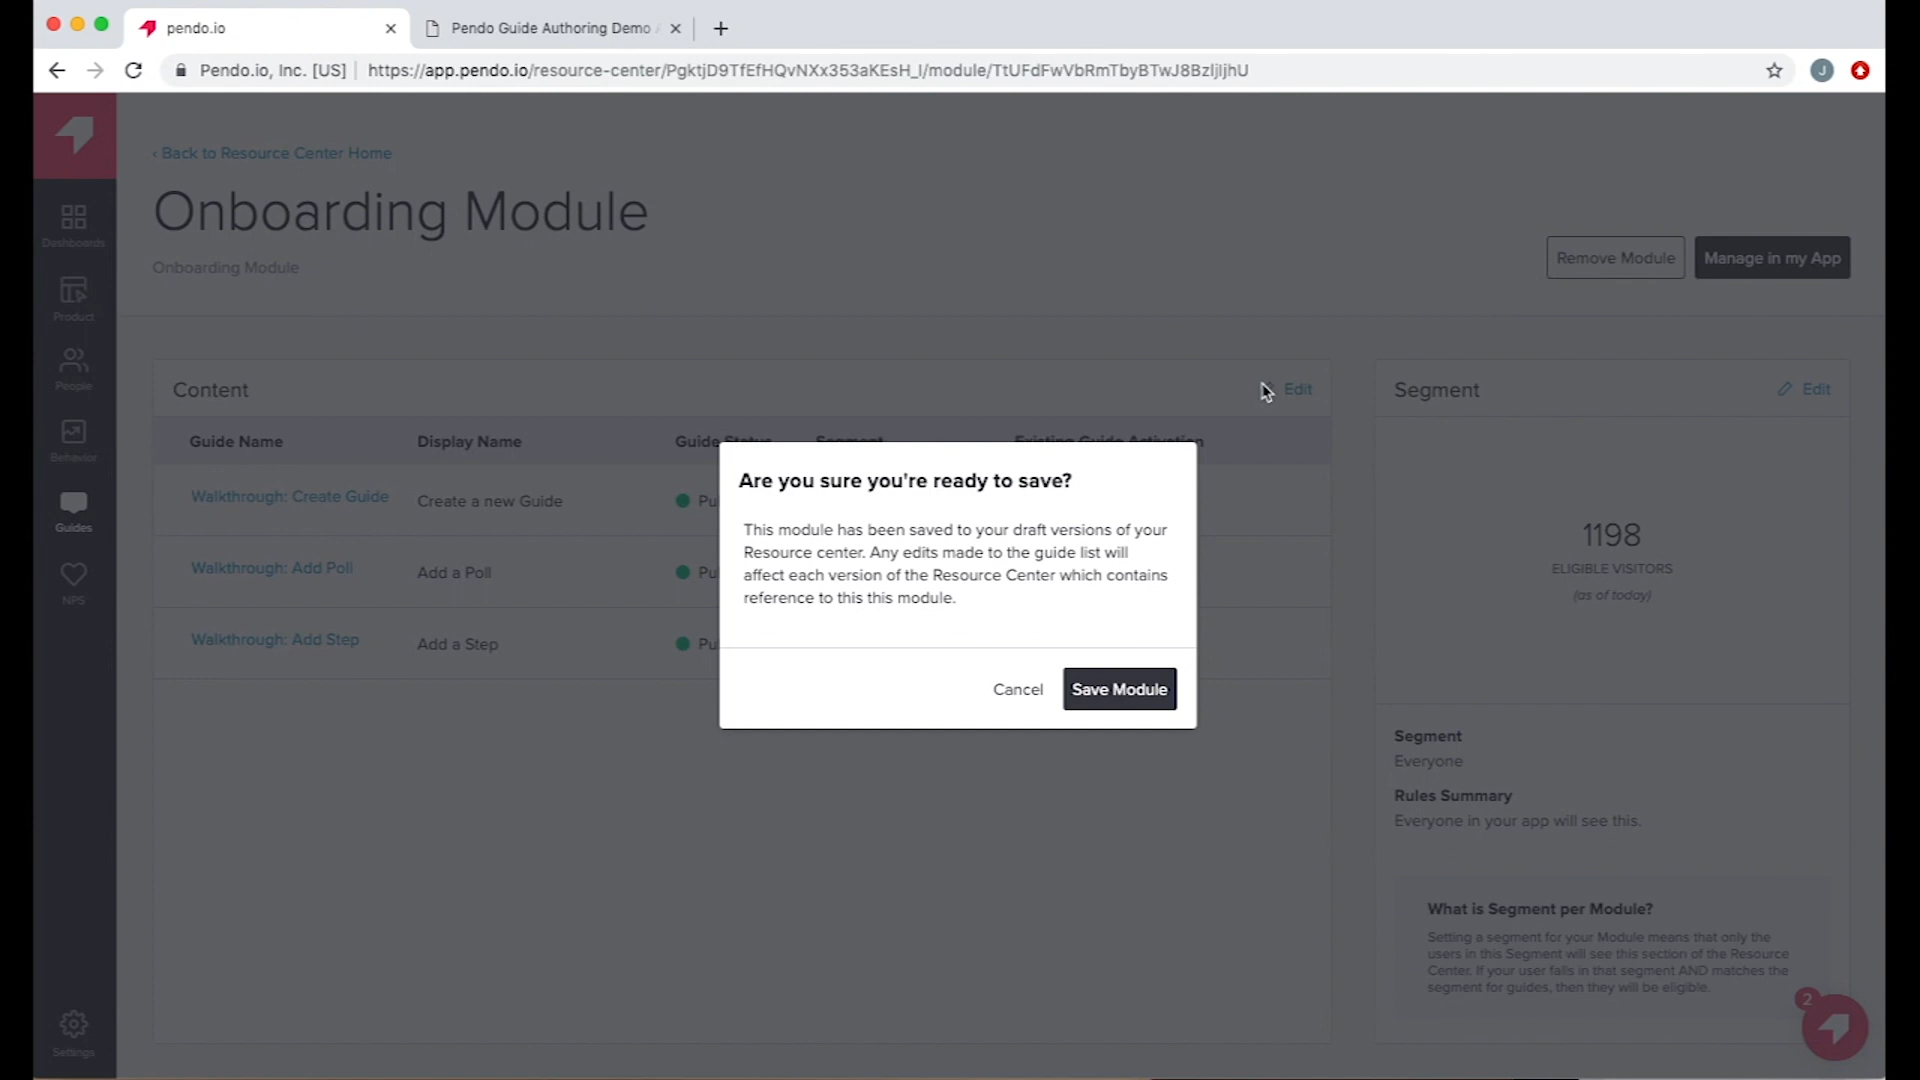 pendo.io
Pendo Guide Authoring Demo
Pendo.io, Inc. [US]
https://app.pendo.io/resource-center/PgktjD9TfEfHQvNXx353aKEsH_I/module/TtUFdFwVbRmTbyBTwJ8BzIjIjhU
J
‹ Back to Resource Center Home
Onboarding Module
Onboarding Module
Remove Module
Manage in my App
Dashboards
Product
People
Behavior
Guides
NPS
Settings
Content
Edit
Guide Name
Display Name
Guide Status
Segment
Existing Guide Activation
Walkthrough: Create Guide
Create a new Guide
Pu
Walkthrough: Add Poll
Add a Poll
Pu
Walkthrough: Add Step
Add a Step
Pu
Are you sure you're ready to save?
This module has been saved to your draft versions of your
Resource center. Any edits made to the guide list will
affect each version of the Resource Center which contains
reference to this this module.
Cancel
Save Module
Segment
Edit
1198
ELIGIBLE VISITORS
(as of today)
Segment
Everyone
Rules Summary
Everyone in your app will see this.
What is Segment per Module?
Setting a segment for your Module means that only the
users in this Segment will see this section of the Resource
Center. If your user falls in that segment AND matches the
segment for guides, then they will be eligible.
2